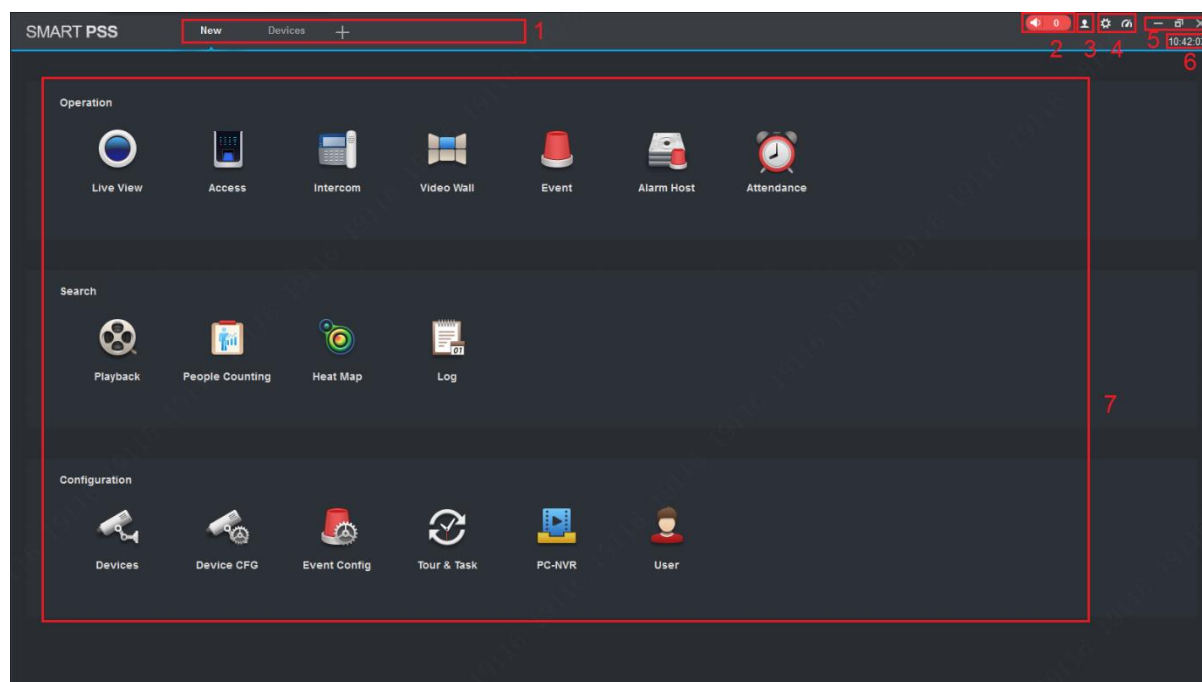 SMART PSS New Devices + 1 0
2 3 4 5 10:42:0
6
Operation
Live View Access Intercom Video Wall Event Alarm Host Attendance
Search
01
Playback People Counting Heat Map Log
7
Configuration
Devices Device CFG Event Config Tour & Task PC-NVR User